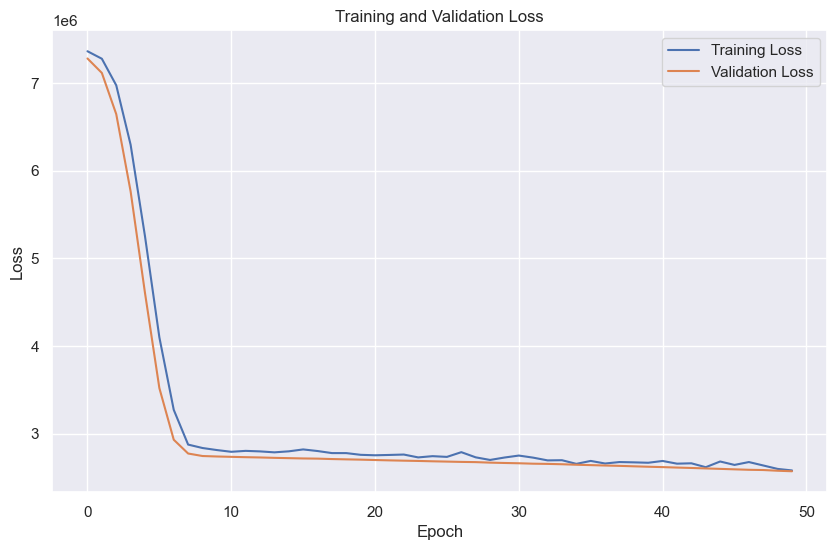 Training and Validation Loss
1e6
Training Loss
Validation Loss
7
6
5
4
3
Loss
0 10 20 30 40 50
Epoch